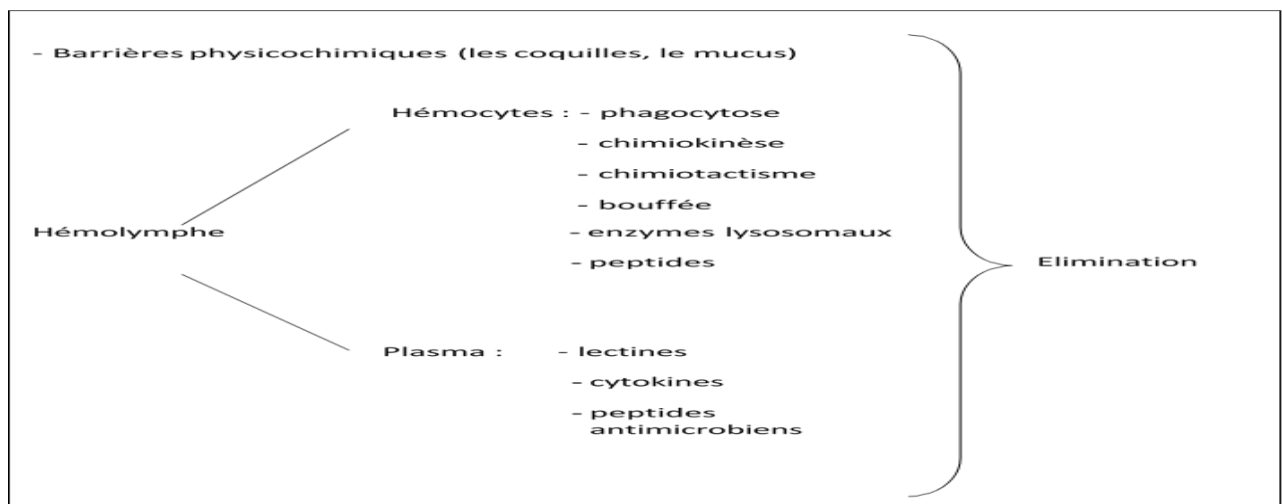 - Barrières physicochimiques (les coquilles, le mucus)
Hémocytes : - phagocytose
- chimiokinèse
- chimiotactisme
- bouffée
Hémolymphe
- enzymes lysosomaux
- peptides
Elimination
Plasma : - lectines
- cytokines
- peptides
antimicrobiens